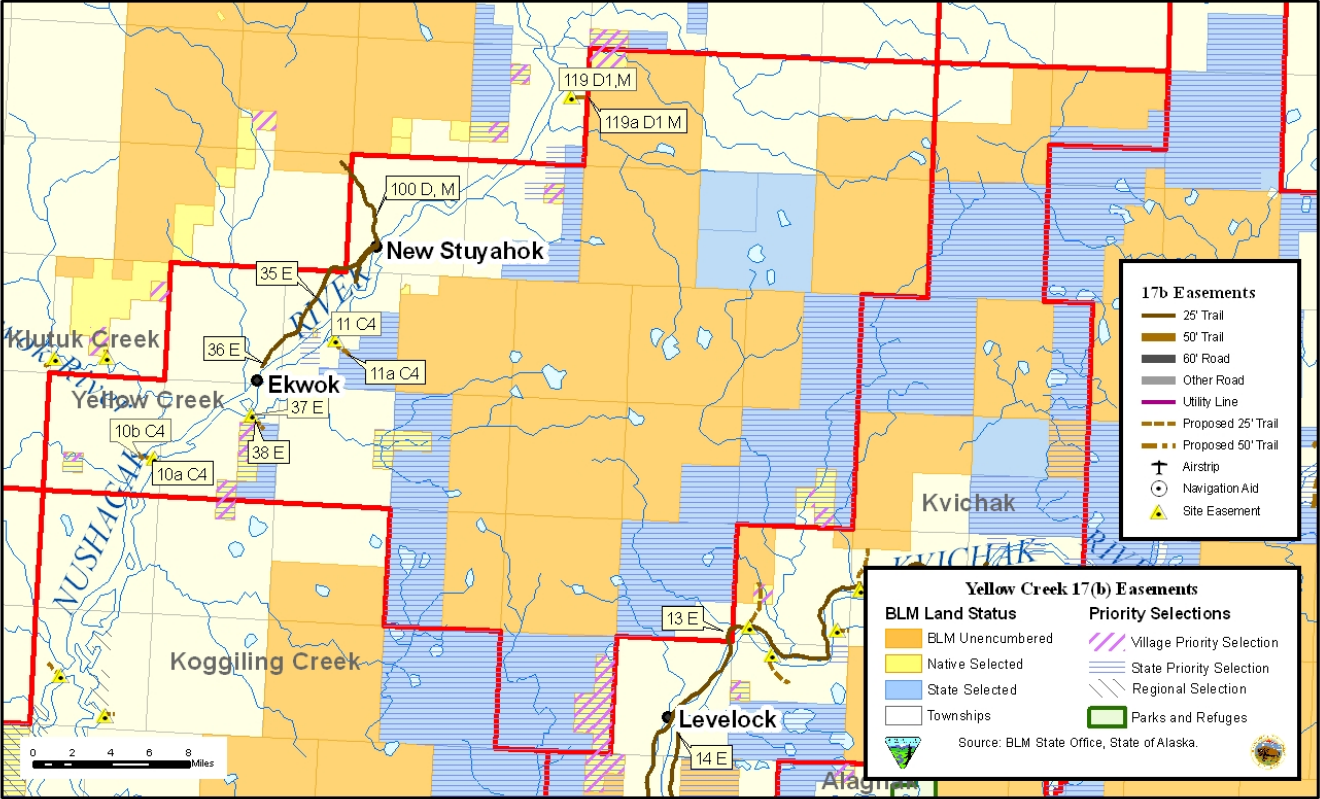 119 D1,M
119a D1 M
100 D, M
New Stuyahok
35 E
RIVER
11 C4
Klutuk Creek
36 E
11a C4
RIVER
Ekwok
Yellow Creek
37 E
10b C4
38 E
10a C4
NUSHAGAK
Kvichak
KVICHAK
13 E
Koggiling Creek
Levelock
14 E
17b Easements
25' Trail
50' Trail
60' Road
Other Road
Utility Line
Proposed 25' Trail
Proposed 50' Trail
Airstrip
Navigation Aid
Site Easement
Yellow Creek 17(b) Easements
BLM Land Status
BLM Unencumbered
Native Selected
State Selected
Townships
Priority Selections
Village Priority Selection
State Priority Selection
Regional Selection
Parks and Refuges
Source: BLM State Office, State of Alaska.
0 2 4 6 8
Miles